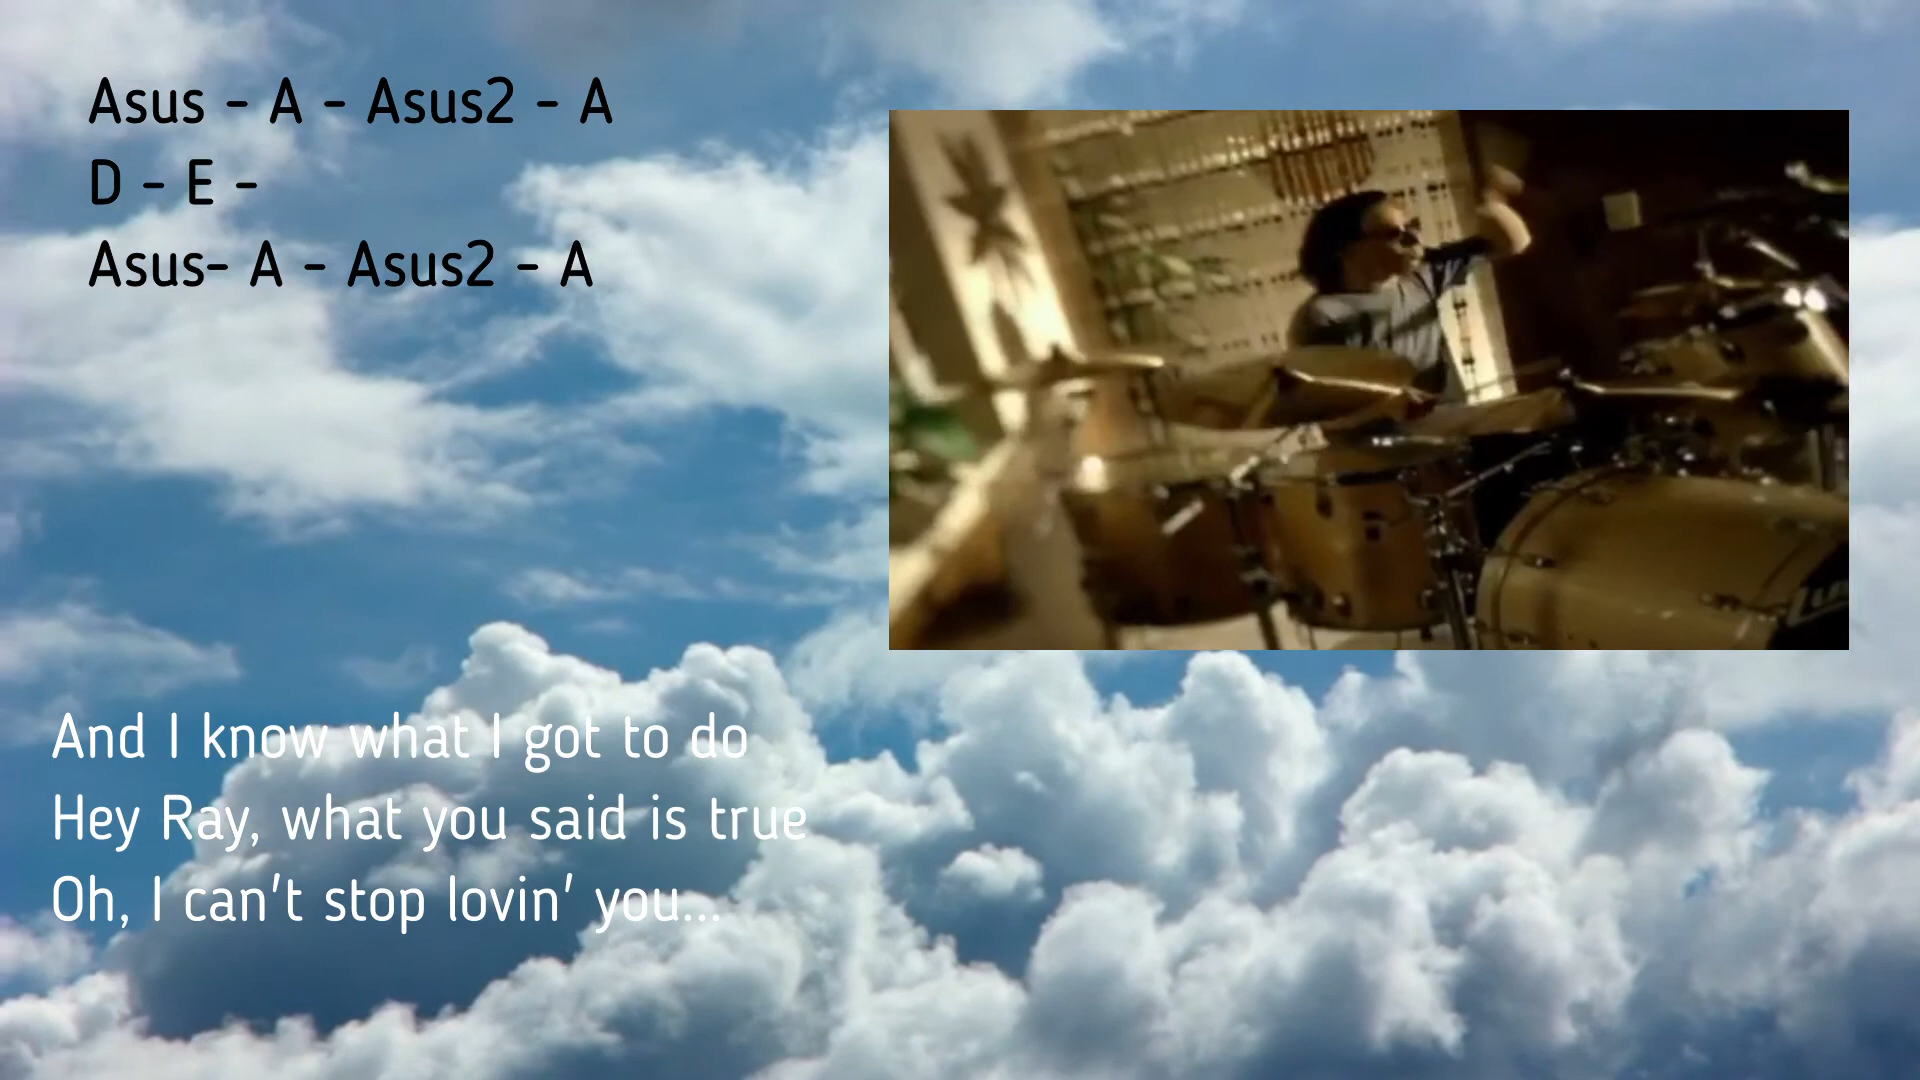 Asus - A - Asus2 - A
D - E -
Asus- A - Asus2 - A
And I know what I got to do
Hey Ray, what you said is true
Oh, I can't stop lovin' you...